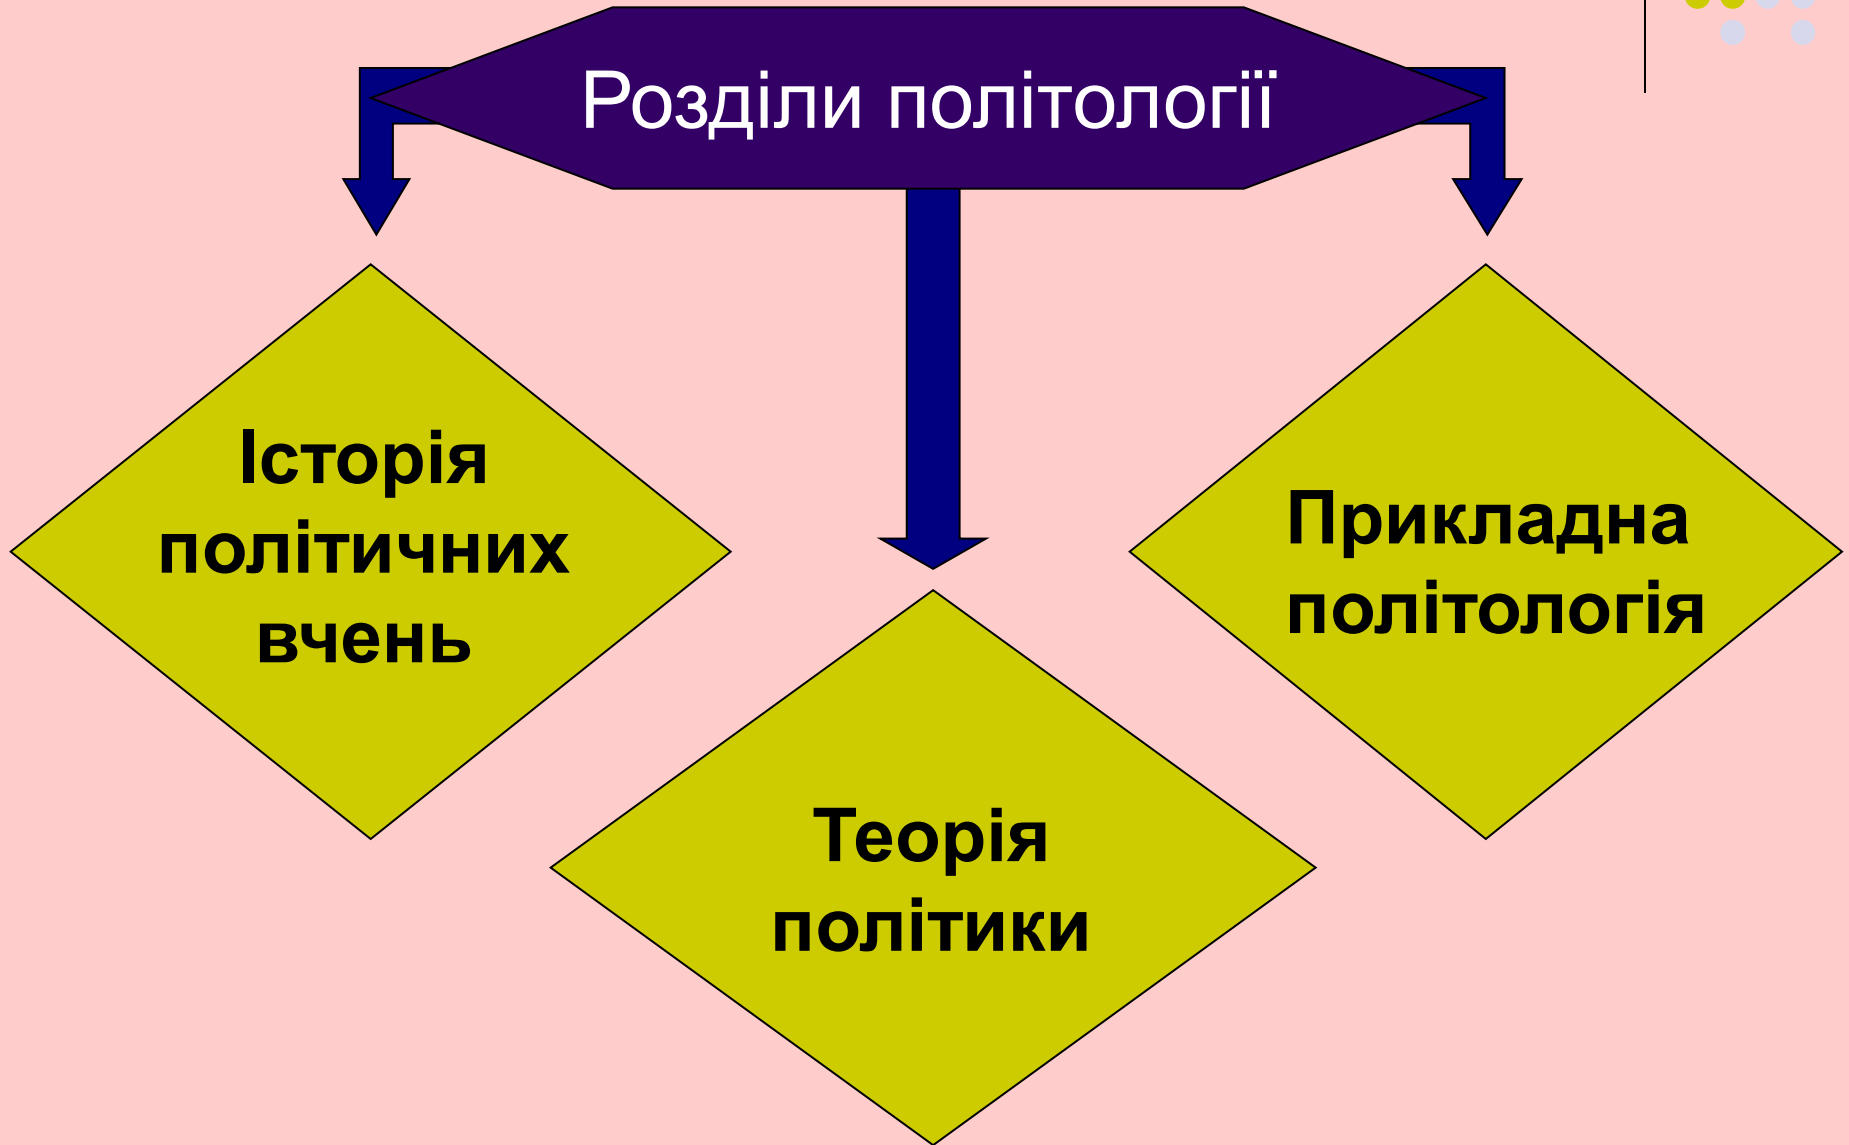 Розділи політології
Історія
політичних
вчень
Теорія
політики
Прикладна
політологія